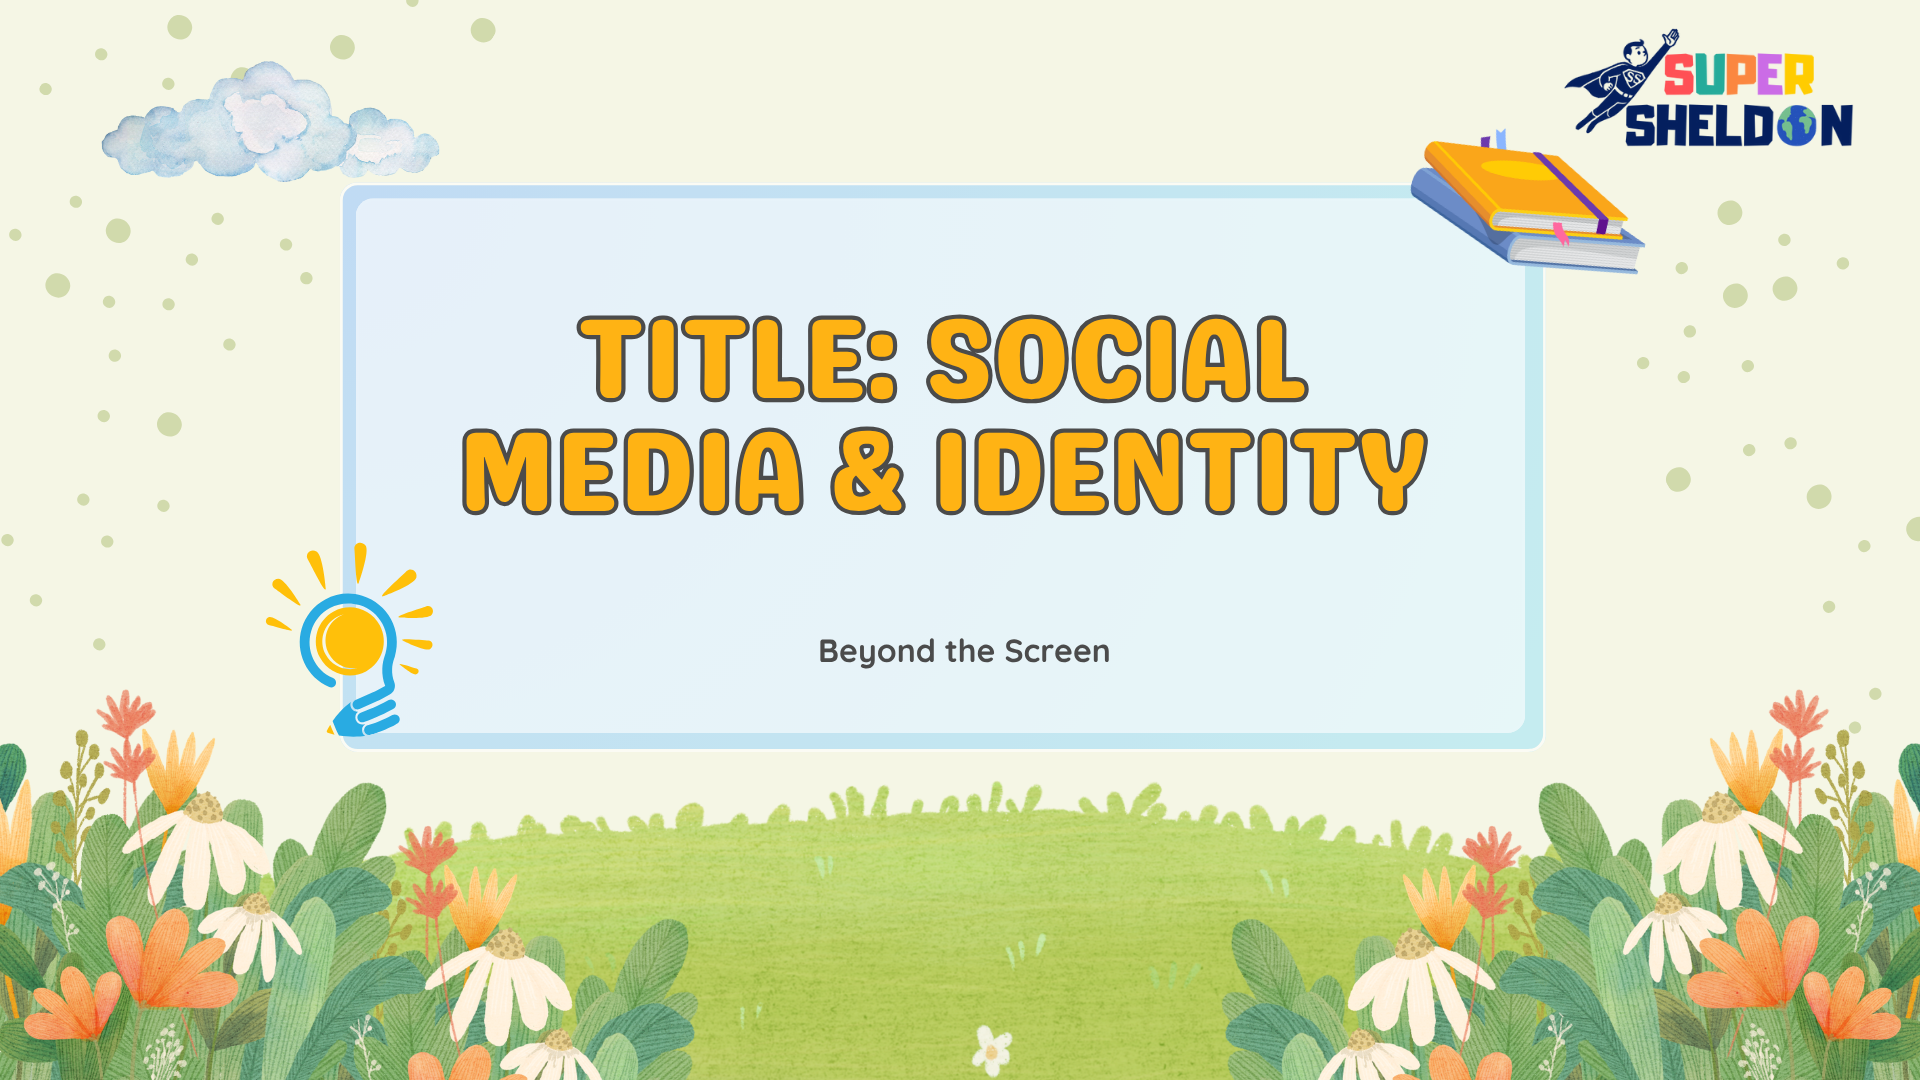 SUPER
SHELDON
TITLE: SOCIAL
MEDIA & IDENTITY
Beyond the Screen